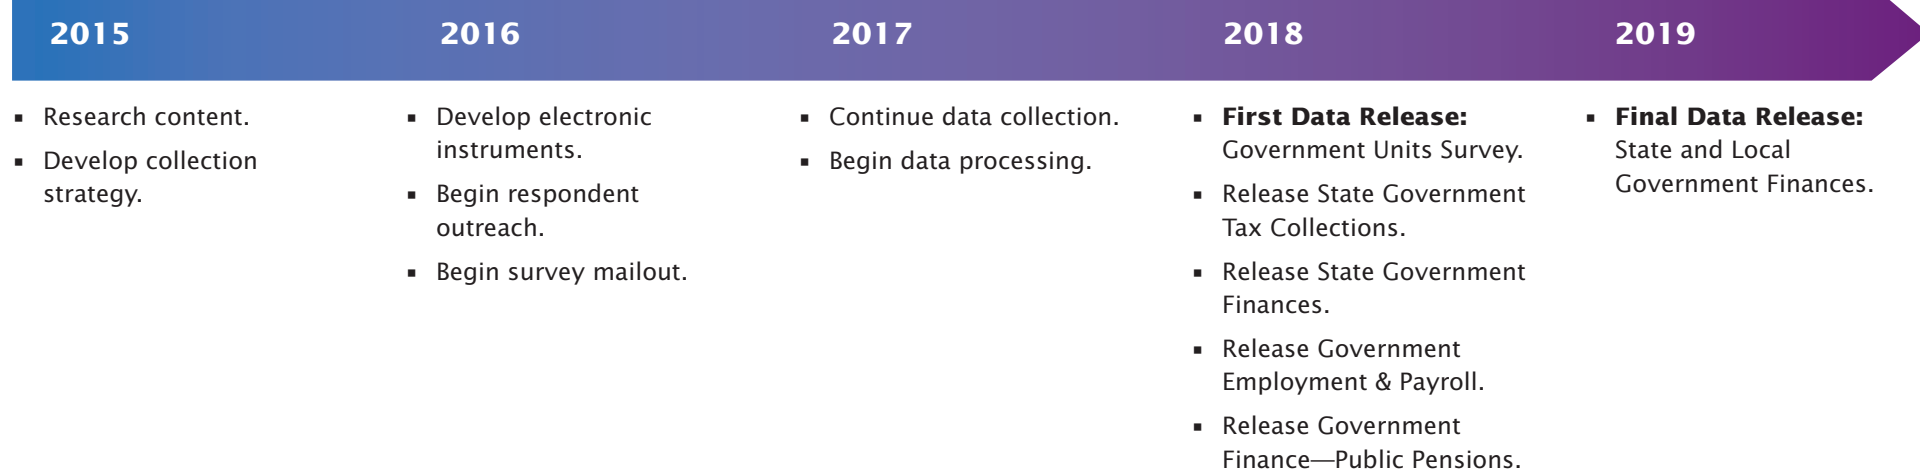 2015
▪ Research content.
▪ Develop collection
strategy.
2016
▪ Develop electronic
instruments.
▪ Begin respondent
outreach.
▪ Begin survey mailout.
2017
▪ Continue data collection.
▪ Begin data processing.
2018
▪ First Data Release:
Government Units Survey.
▪ Release State Government
Tax Collections.
▪ Release State Government
Finances.
▪ Release Government
Employment & Payroll.
▪ Release Government
Finance—Public Pensions.
2019
▪ Final Data Release:
State and Local
Government Finances.